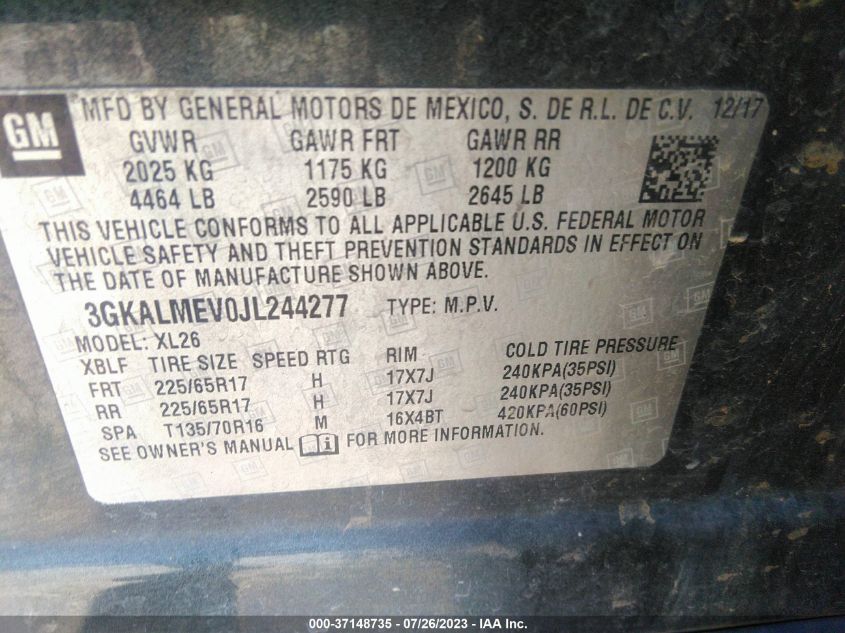 GM MFD BY GENERAL MOTORS DE MEXICO, S. DE R.L. DE C.V. 12/17
GVWR GAWR FRT GAWR RR
2025 KG 1175 KG 1200 KG
4464 LB 2590 LB 2645 LB
THIS VEHICLE CONFORMS TO ALL APPLICABLE U.S. FEDERAL MOTOR
VEHICLE SAFETY AND THEFT PREVENTION STANDARDS IN EFFECT ON
THE DATE OF MANUFACTURE SHOWN ABOVE.
3GKALMEV0JL244277 TYPE: M.P.V.
MODEL: XL26
XBLF TIRE SIZE SPEED RTG RIM COLD TIRE PRESSURE
FRT 225/65R17 H 17X7J 240KPA(35PSI)
RR 225/65R17 H 17X7J 240KPA(35PSI)
SPA T135/70R16 M 16X4BT 420KPA(60PSI)
SEE OWNER'S MANUAL i FOR MORE INFORMATION.
000-37148735 - 07/26/2023 - IAA Inc.